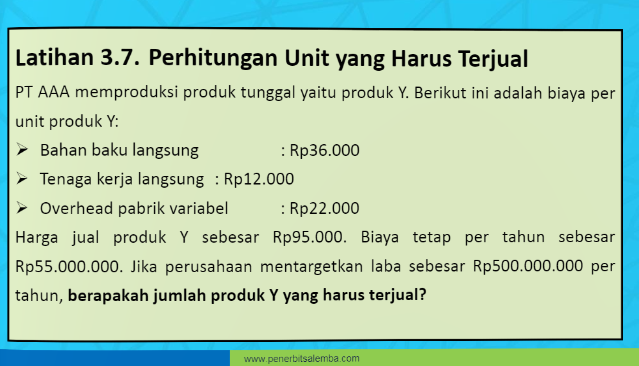 Latihan 3.7. Perhitungan Unit yang Harus Terjual
PT AAA memproduksi produk tunggal yaitu produk Y. Berikut ini adalah biaya per
unit produk Y:
➢ Bahan baku langsung : Rp36.000
➢ Tenaga kerja langsung : Rp12.000
➢ Overhead pabrik variabel : Rp22.000
Harga jual produk Y sebesar Rp95.000. Biaya tetap per tahun sebesar
Rp55.000.000. Jika perusahaan mentargetkan laba sebesar Rp500.000.000 per
tahun, berapakah jumlah produk Y yang harus terjual?
www.penerbitsalemba.com